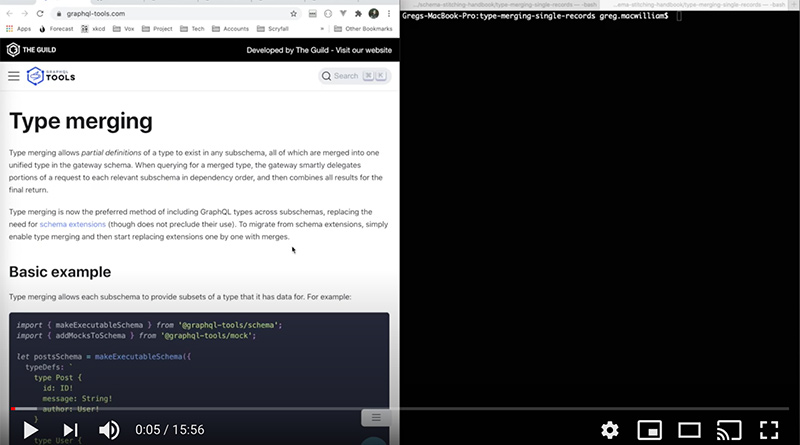 graphql-tools.com
Apps Forecast xkcd Vox Project Tech Accounts Scryfall » Other Bookmarks
THE GUILD Developed by The Guild - Visit our website
GRAPHQL TOOLS Search ⌘ K
Type merging
Type merging allows partial definitions of a type to exist in any subschema, all of which are merged into one
unified type in the gateway schema. When querying for a merged type, the gateway smartly delegates
portions of a request to each relevant subschema in dependency order, and then combines all results for the
final return.
Type merging is now the preferred method of including GraphQL types across subschemas, replacing the
need for schema extensions (though does not preclude their use). To migrate from schema extensions, simply
enable type merging and then start replacing extensions one by one with merges.
Basic example
Type merging allows each subschema to provide subsets of a type that it has data for. For example:
import { makeExecutableSchema } from '@graphql-tools/schema';
import { addMocksToSchema } from '@graphql-tools/mock';
let postsSchema = makeExecutableSchema({
typeDefs: `
type Post {
id: ID!
message: String!
author: User!
}
type User {
0:05 / 15:56
.../schema-stitching-handbook/type-merging-single-records — -bash ...eme-stitching-handbook/type-merging-single-records — -bash
Gregs-MacBook-Pro:type-merging-single-records greg.macwilliam$